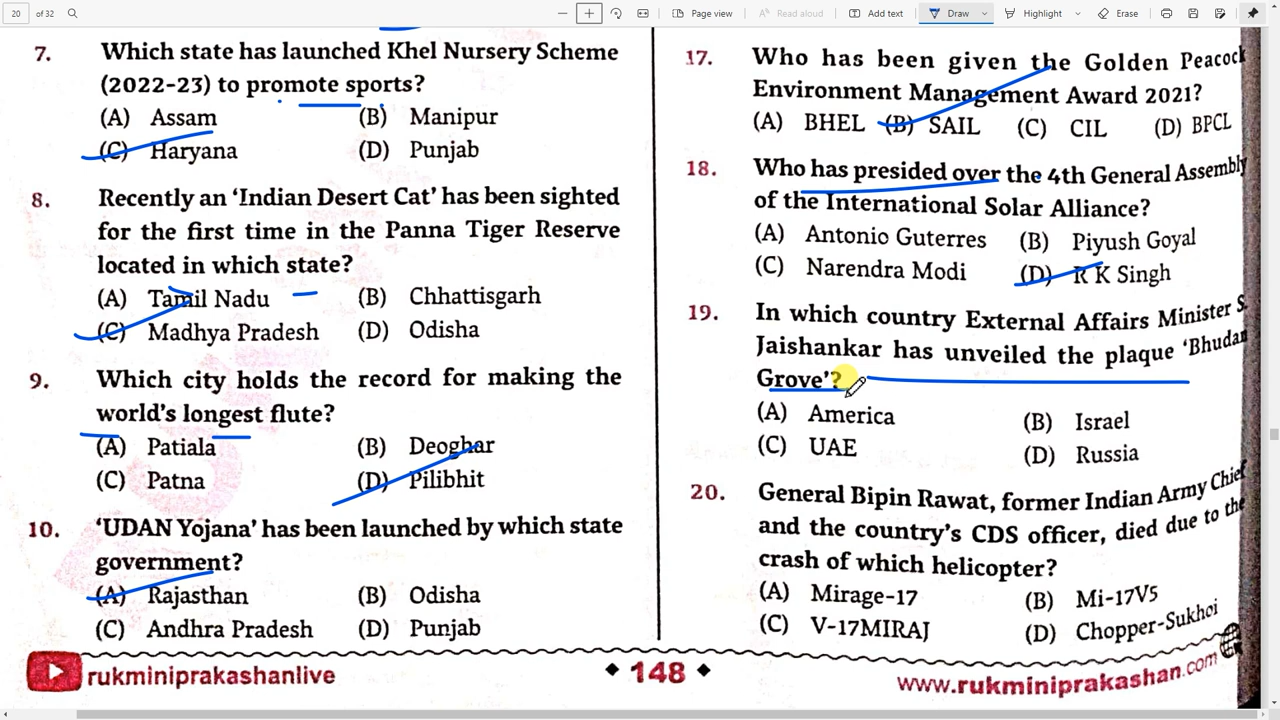 20 of 32
Page view
Read aloud
Add text
Draw
Highlight
Erase
7. Which state has launched Khel Nursery Scheme
(2022-23) to promote sports?
(A) Assam (B) Manipur
(C) Haryana (D) Punjab
8. Recently an ‘Indian Desert Cat’ has been sighted
for the first time in the Panna Tiger Reserve
located in which state?
(A) Tamil Nadu (B) Chhattisgarh
(C) Madhya Pradesh (D) Odisha
9. Which city holds the record for making the
world's longest flute?
(A) Patiala (B) Deoghar
(C) Patna (D) Pilibhit
10. ‘UDAN Yojana’ has been launched by which state
government?
(A) Rajasthan (B) Odisha
(C) Andhra Pradesh (D) Punjab
17. Who has been given the Golden Peacock
Environment Management Award 2021?
(A) BHEL (B) SAIL (C) CIL (D) BPCL
18. Who has presided over the 4th General Assembly
of the International Solar Alliance?
(A) Antonio Guterres (B) Piyush Goyal
(C) Narendra Modi (D) R K Singh
19. In which country External Affairs Minister S.
Jaishankar has unveiled the plaque ‘Bhudan
Grove’?
(A) America (B) Israel
(C) UAE (D) Russia
20. General Bipin Rawat, former Indian Army Chief
and the country's CDS officer, died due to the
crash of which helicopter?
(A) Mirage-17 (B) Mi-17V5
(C) V-17MIRAJ (D) Chopper-Sukhoi
rukminiprakashanlive
148
www.rukminiprakashan.com